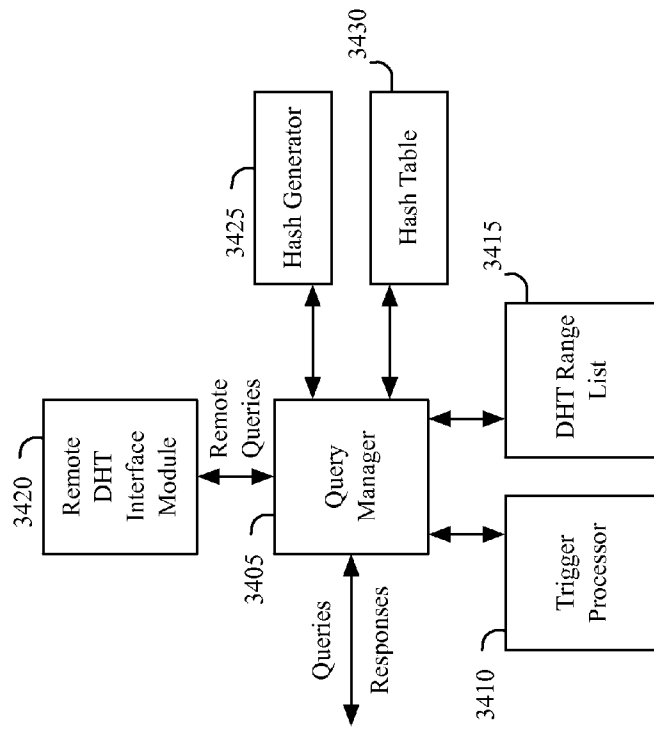 3420
Remote
DHT
Interface
Module
Remote
Queries
3425
Hash Generator
3430
Hash Table
3405
Query
Manager
Queries
Responses
3410
Trigger
Processor
3415
DHT Range
List